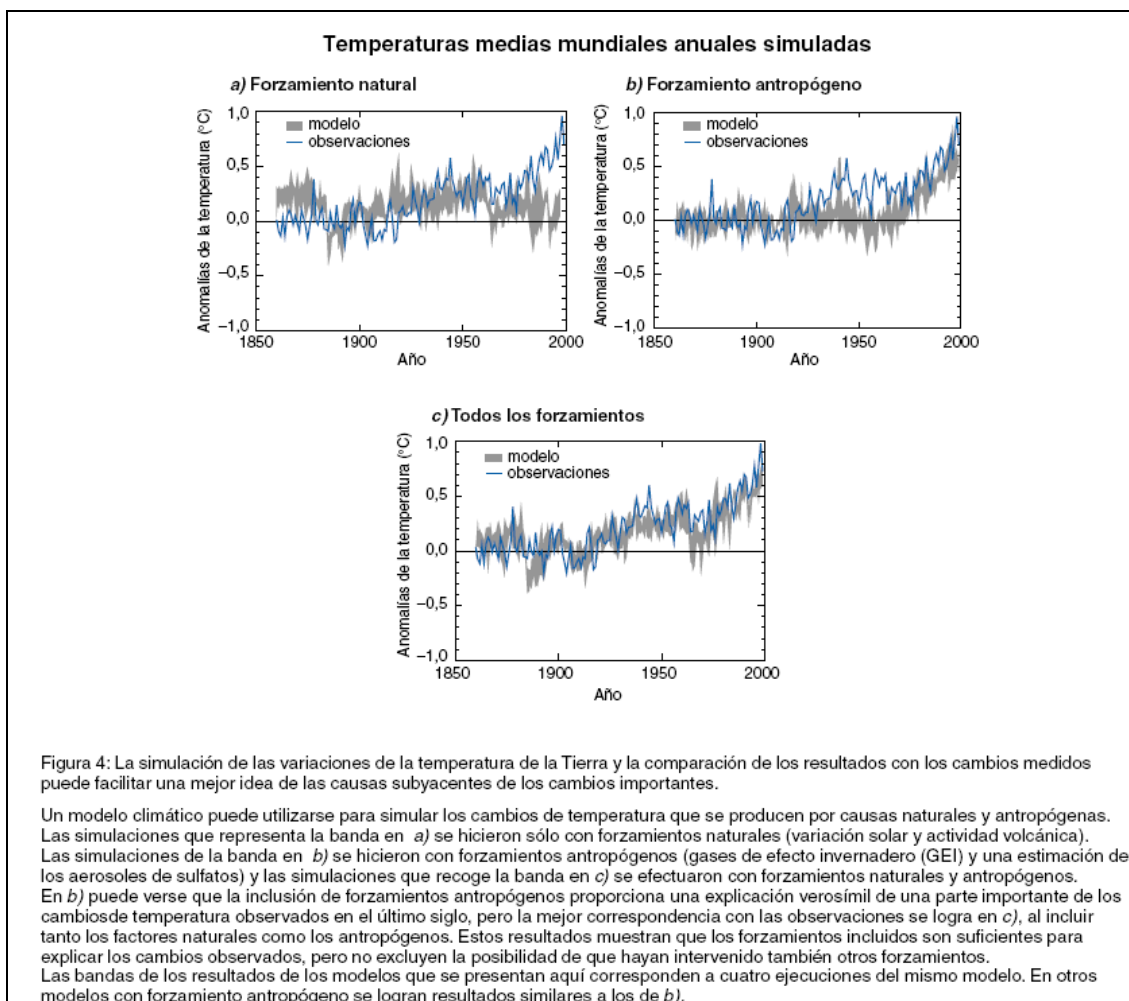 Temperaturas medias mundiales anuales simuladas
a) Forzamiento natural
Anomalías de la temperatura (°C)
1,0
0,5
0,0
−0,5
−1,0
modelo
observaciones
1850 1900 1950 2000
Año
b) Forzamiento antropógeno
Anomalías de la temperatura (°C)
1,0
0,5
0,0
−0,5
−1,0
modelo
observaciones
1850 1900 1950 2000
Año
c) Todos los forzamientos
Anomalías de la temperatura (°C)
1,0
0,5
0,0
−0,5
−1,0
modelo
observaciones
1850 1900 1950 2000
Año
Figura 4: La simulación de las variaciones de la temperatura de la Tierra y la comparación de los resultados con los cambios medidos
puede facilitar una mejor idea de las causas subyacentes de los cambios importantes.
Un modelo climático puede utilizarse para simular los cambios de temperatura que se producen por causas naturales y antropógenas.
Las simulaciones que representa la banda en a) se hicieron sólo con forzamientos naturales (variación solar y actividad volcánica).
Las simulaciones de la banda en b) se hicieron con forzamientos antropógenos (gases de efecto invernadero (GEI) y una estimación de
los aerosoles de sulfatos) y las simulaciones que recoge la banda en c) se efectuaron con forzamientos naturales y antropógenos.
En b) puede verse que la inclusión de forzamientos antropógenos proporciona una explicación verosímil de una parte importante de los
cambiosde temperatura observados en el último siglo, pero la mejor correspondencia con las observaciones se logra en c), al incluir
tanto los factores naturales como los antropógenos. Estos resultados muestran que los forzamientos incluidos son suficientes para
explicar los cambios observados, pero no excluyen la posibilidad de que hayan intervenido también otros forzamientos.
Las bandas de los resultados de los modelos que se presentan aquí corresponden a cuatro ejecuciones del mismo modelo. En otros
modelos con forzamiento antropógeno se logran resultados similares a los de b).